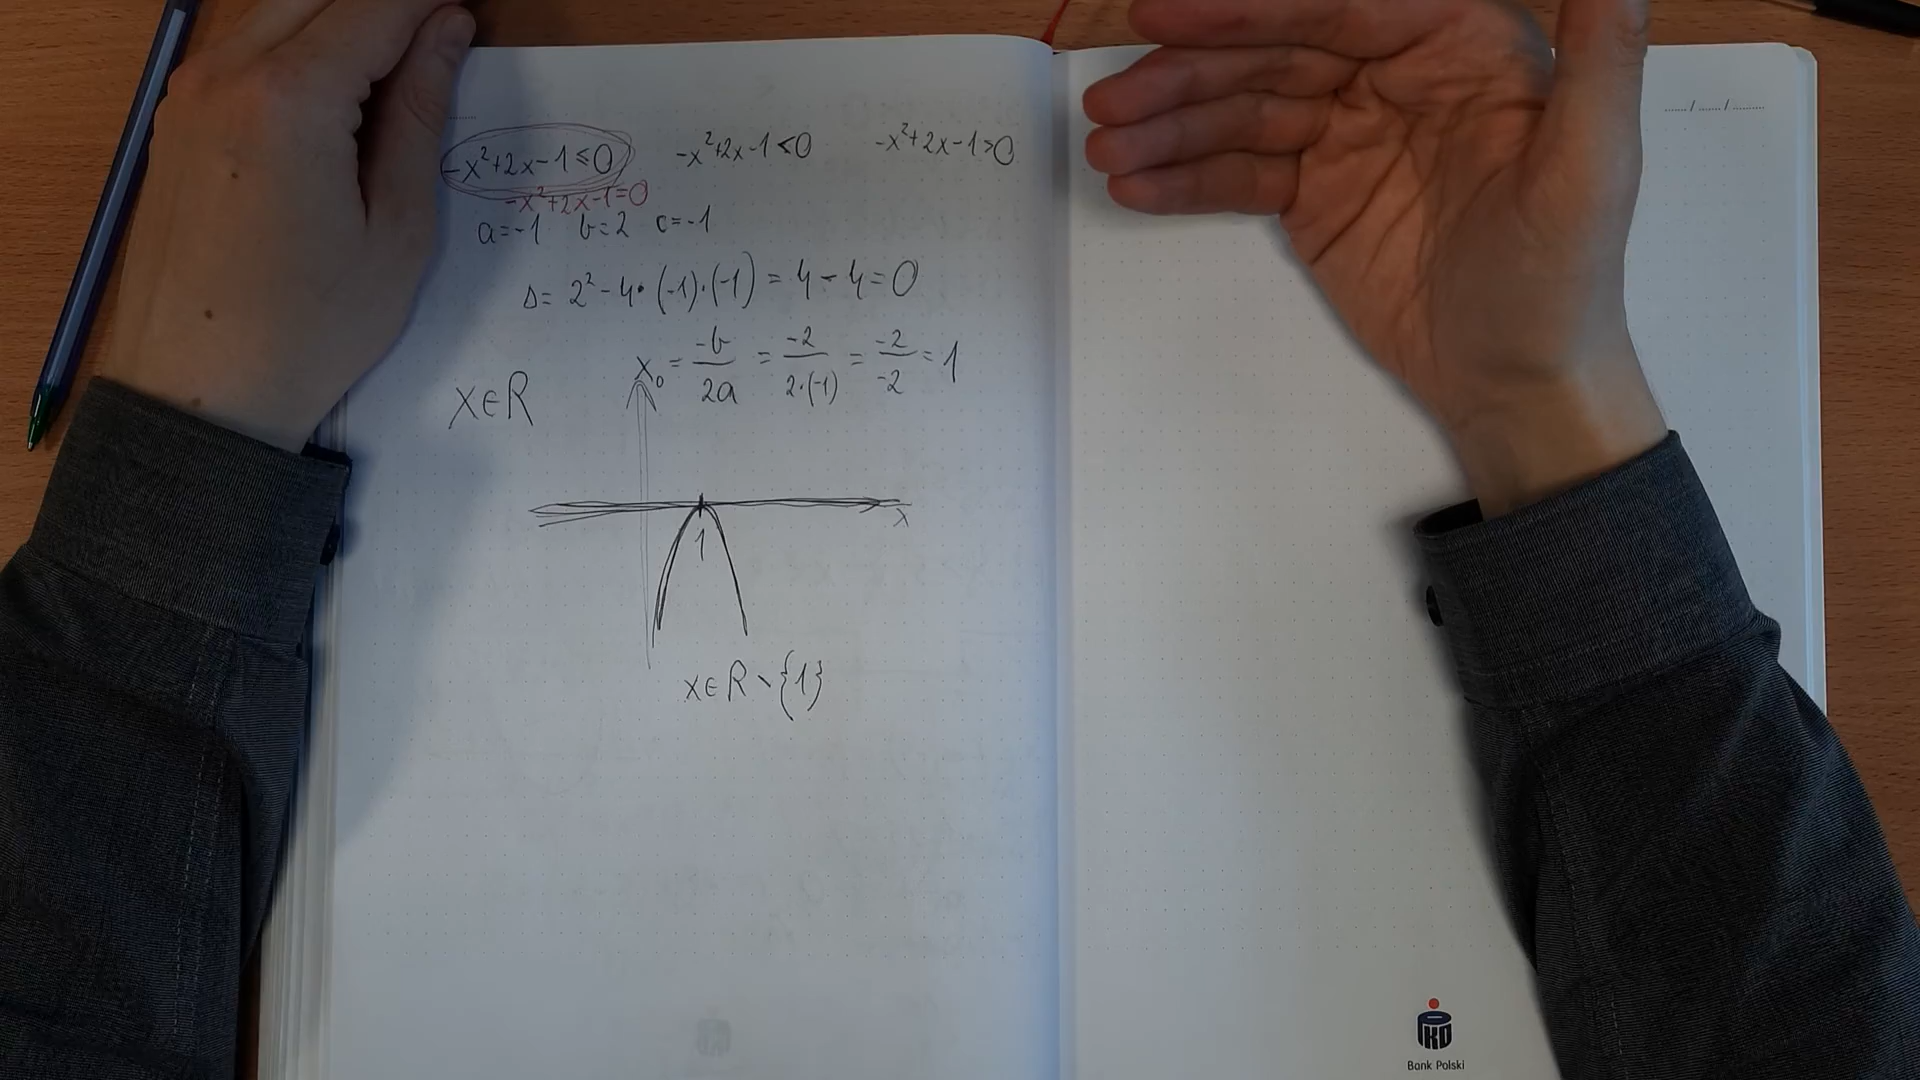 -x²+2x-1≤0 -x²+2x-1<0 -x²+2x-1>0
-x²+2x-1=0
a=-1 b=2 c=-1
Δ= 2²-4•(-1)·(-1)=4-4=0
x₀ = -b/2a = -2/2·(-1) = -2/-2 = 1
x∈R
x
1
x∈R \ {1}
....... / ....... / ..........
Bank Polski